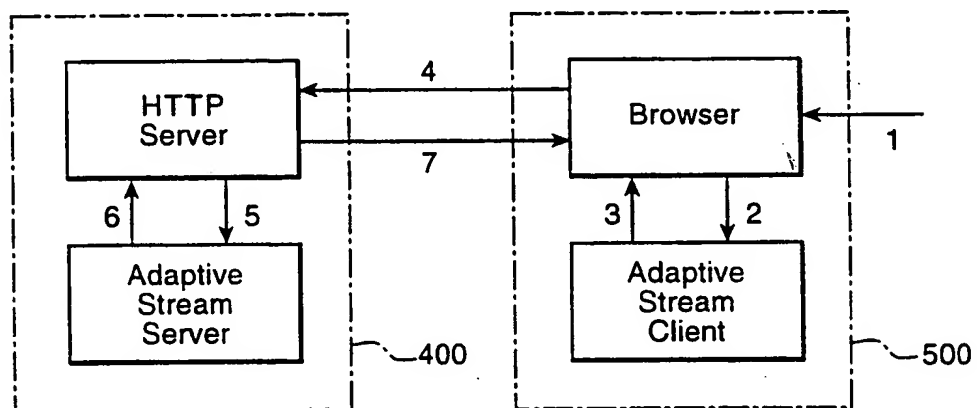 HTTP
Server
4
7
Browser
1
6
5
3
2
Adaptive
Stream
Server
400
Adaptive
Stream
Client
500